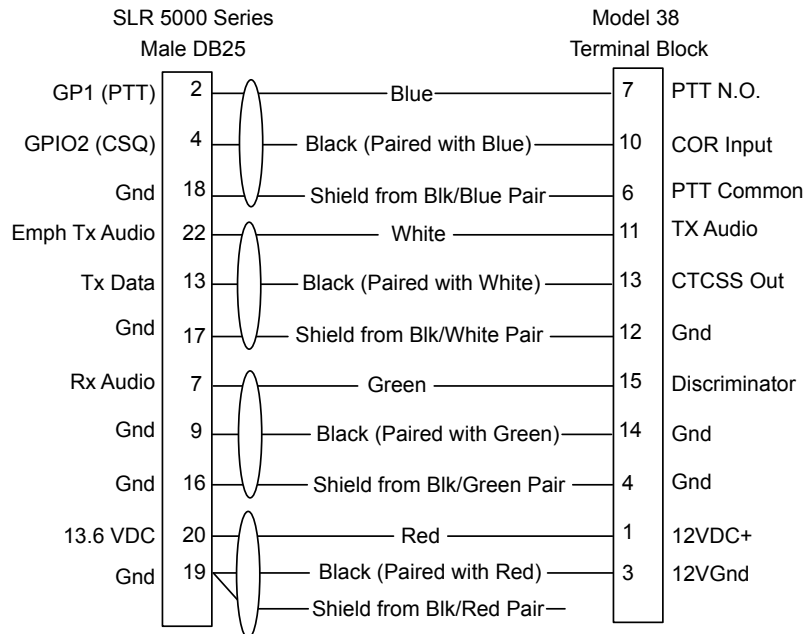 SLR 5000 Series Model 38
Male DB25 Terminal Block
GP1 (PTT) 2 Blue 7 PTT N.O.
GPIO2 (CSQ) 4 Black (Paired with Blue) 10 COR Input
Gnd 18 Shield from Blk/Blue Pair 6 PTT Common
Emph Tx Audio 22 White 11 TX Audio
Tx Data 13 Black (Paired with White) 13 CTCSS Out
Gnd 17 Shield from Blk/White Pair 12 Gnd
Rx Audio 7 Green 15 Discriminator
Gnd 9 Black (Paired with Green) 14 Gnd
Gnd 16 Shield from Blk/Green Pair 4 Gnd
13.6 VDC 20 Red 1 12VDC+
Gnd 19 Black (Paired with Red) 3 12VGnd
Shield from Blk/Red Pair